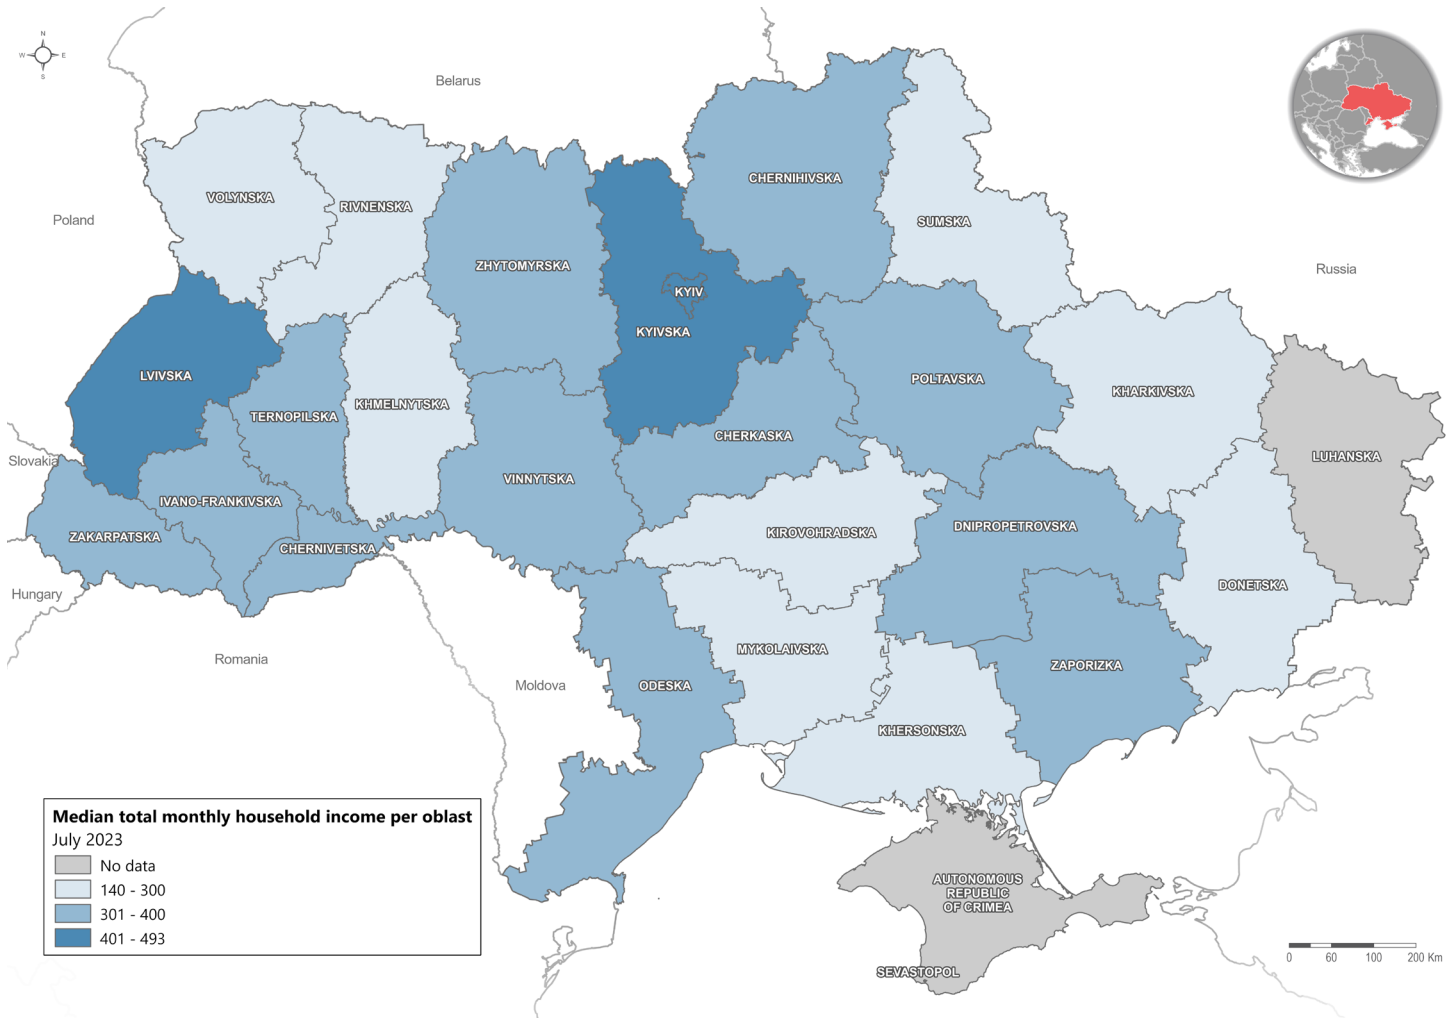 N
W
E
S
Belarus
Poland
Russia
Slovakia
Hungary
Romania
Moldova
VOLYNSKA
RIVNENSKA
ZHYTOMYRSKA
CHERNIHIVSKA
SUMSKA
KYIV
KYIVSKA
LVIVSKA
TERNOPILSKA
KHMELNYTSKA
POLTAVSKA
KHARKIVSKA
CHERKASKA
LUHANSKA
VINNYTSKA
IVANO-FRANKIVSKA
ZAKARPATSKA
CHERNIVETSKA
KIROVOHRADSKA
DNIPROPETROVSKA
DONETSKA
MYKOLAIVSKA
ZAPORIZKA
ODESKA
KHERSONSKA
AUTONOMOUS
REPUBLIC
OF CRIMEA
SEVASTOPOL
Median total monthly household income per oblast
July 2023
No data
140 - 300
301 - 400
401 - 493
0 60 100 200 Km